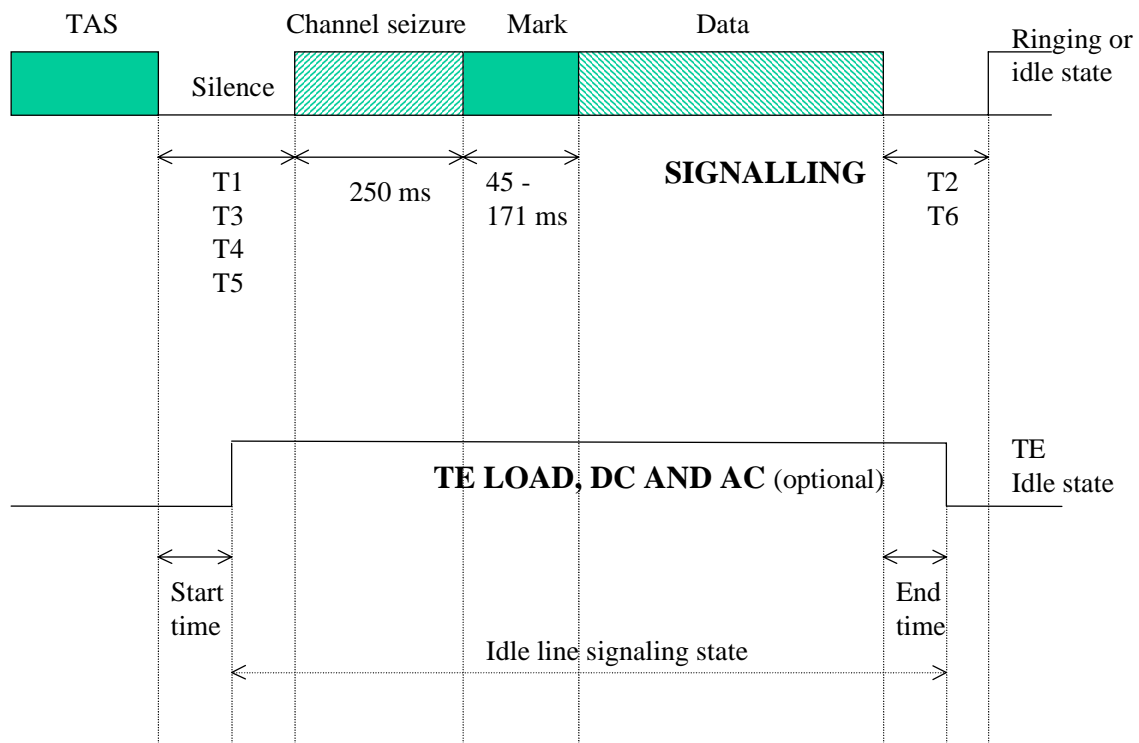 TAS
Channel seizure
Mark
Data
Ringing or
idle state
Silence
T1
T3
T4
T5
250 ms
45 -
171 ms
SIGNALLING
T2
T6
TE LOAD, DC AND AC (optional)
TE
Idle state
Start
time
End
time
Idle line signaling state